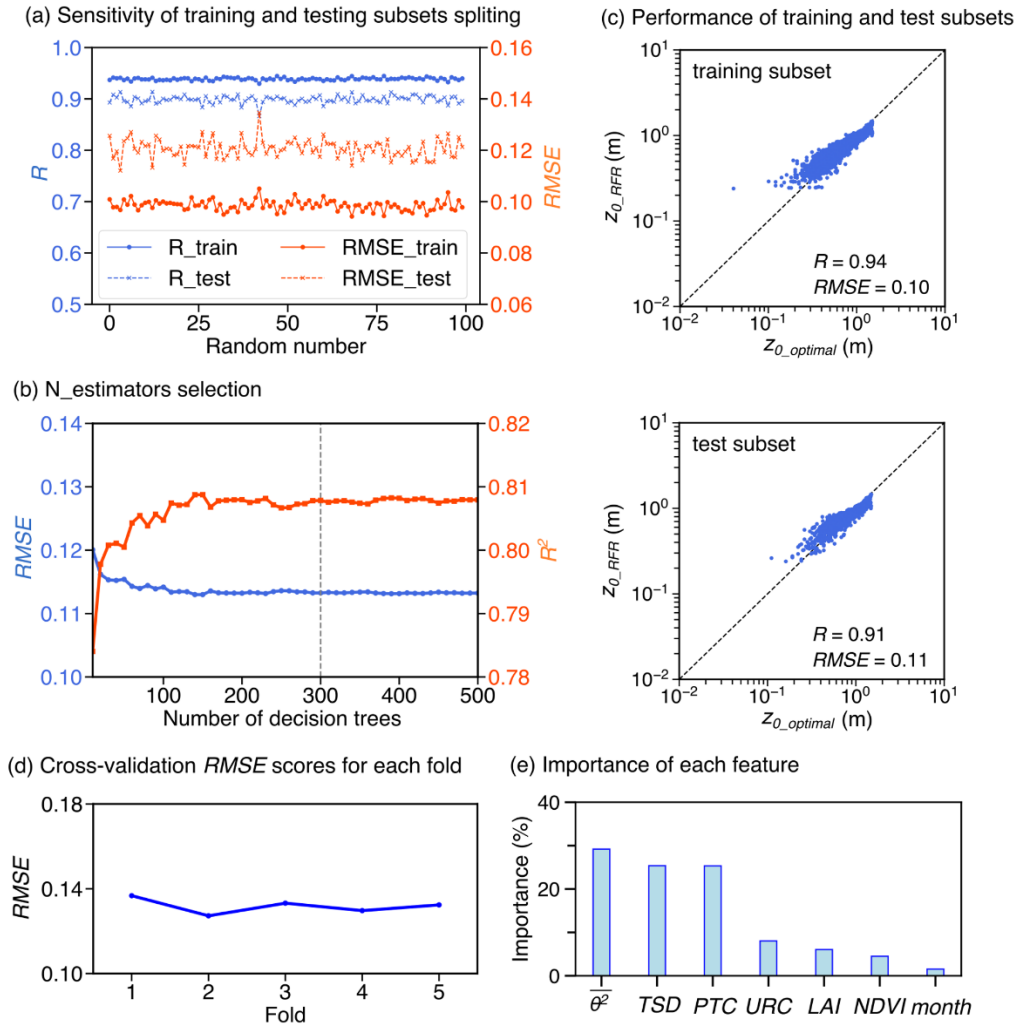 (a) Sensitivity of training and testing subsets spliting
1.0
0.9
0.8
0.7
0.6
0.5
R
0.16
0.14
0.12
0.10
0.08
0.06
RMSE
R_train
RMSE_train
R_test
RMSE_test
0 25 50 75 100
Random number
(b) N_estimators selection
0.14
0.13
0.12
0.11
0.10
RMSE
0.82
0.81
0.80
0.79
0.78
R²
100 200 300 400 500
Number of decision trees
(c) Performance of training and test subsets
10¹
10⁰
10⁻¹
10⁻²
z₀_RFR (m)
training subset
R = 0.94
RMSE = 0.10
10⁻² 10⁻¹ 10⁰ 10¹
z₀_optimal (m)
10¹
10⁰
10⁻¹
10⁻²
z₀_RFR (m)
test subset
R = 0.91
RMSE = 0.11
10⁻² 10⁻¹ 10⁰ 10¹
z₀_optimal (m)
(d) Cross-validation RMSE scores for each fold
0.18
0.14
0.10
RMSE
1 2 3 4 5
Fold
(e) Importance of each feature
40
20
0
Importance (%)
θ̅²̅ TSD PTC URC LAI NDVI month